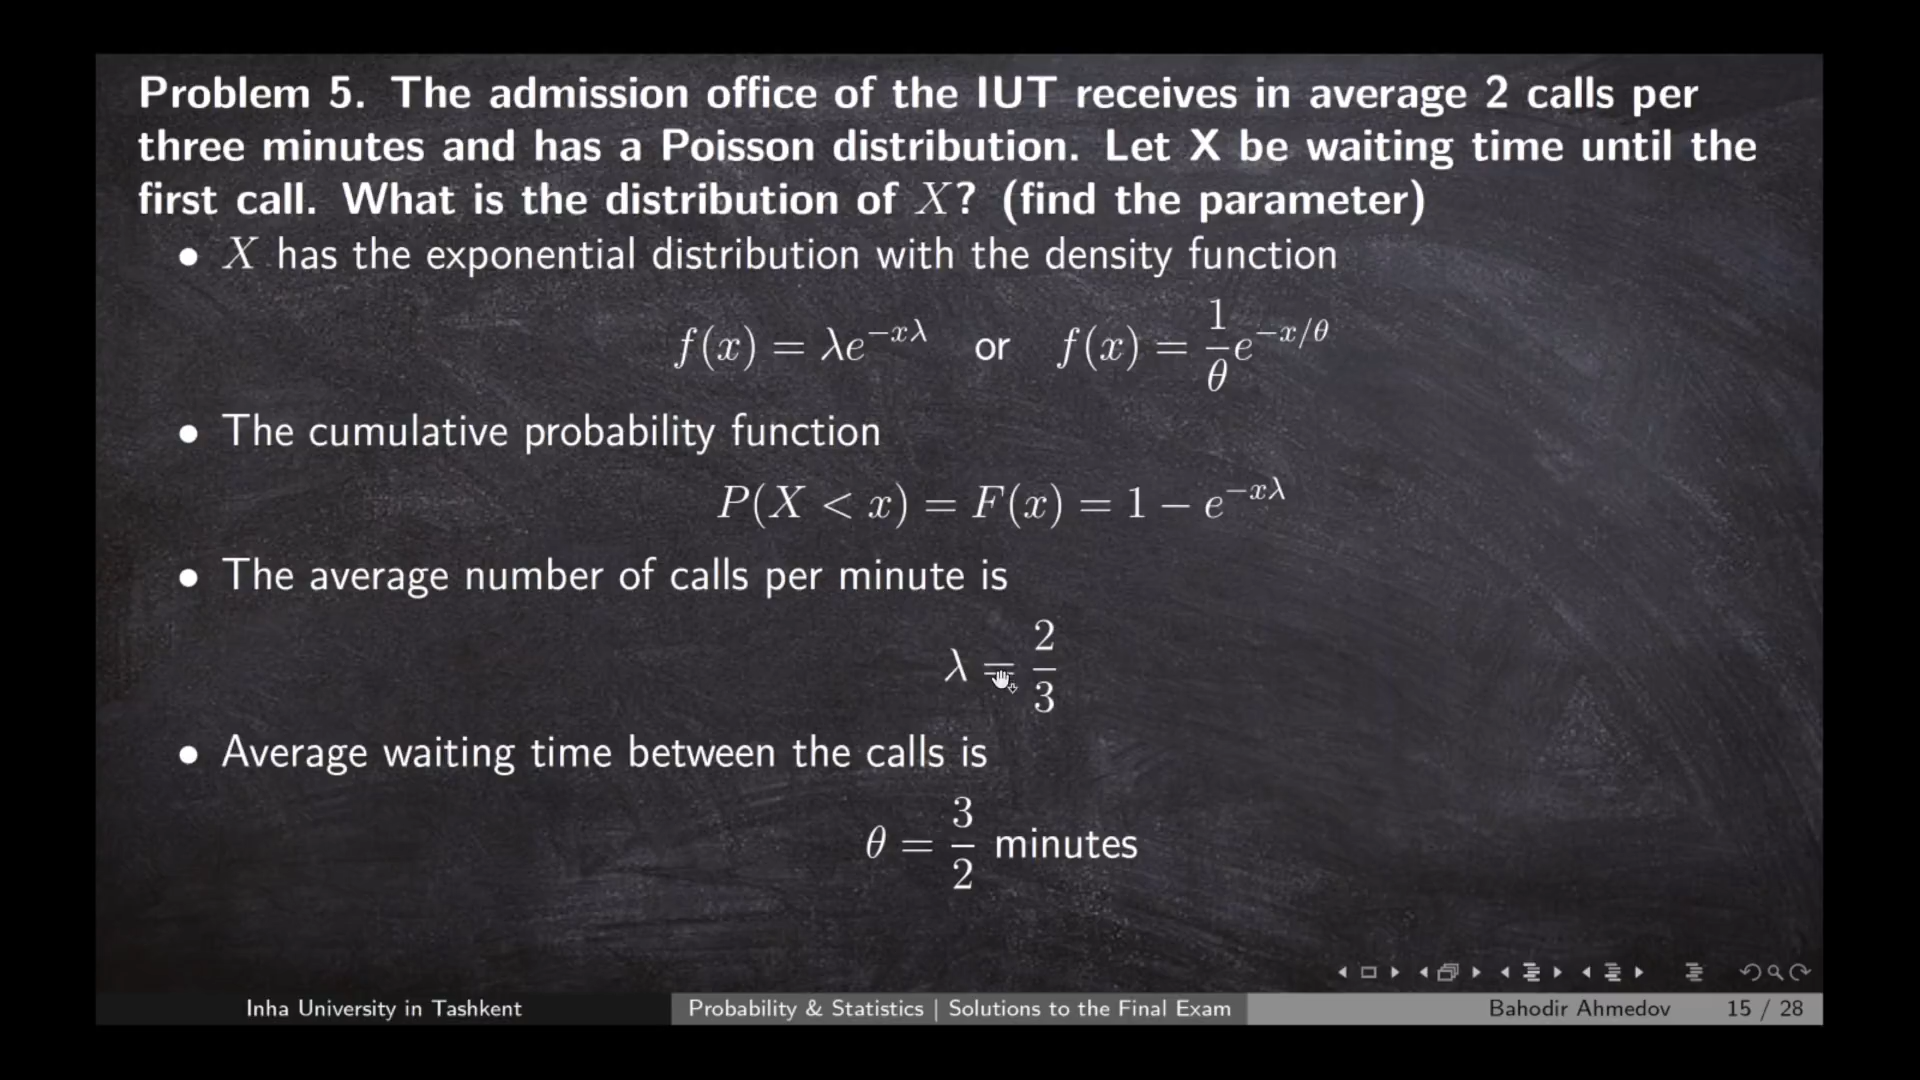 Problem 5. The admission office of the IUT receives in average 2 calls per
three minutes and has a Poisson distribution. Let X be waiting time until the
first call. What is the distribution of X? (find the parameter)
• X has the exponential distribution with the density function
f(x) = λe^{−xλ} or f(x) = \frac{1}{θ}e^{−x/θ}
• The cumulative probability function
P(X < x) = F(x) = 1 − e^{−xλ}
• The average number of calls per minute is
λ = \frac{2}{3}
• Average waiting time between the calls is
θ = \frac{3}{2} minutes
Inha University in Tashkent Probability & Statistics | Solutions to the Final Exam Bahodir Ahmedov 15 / 28